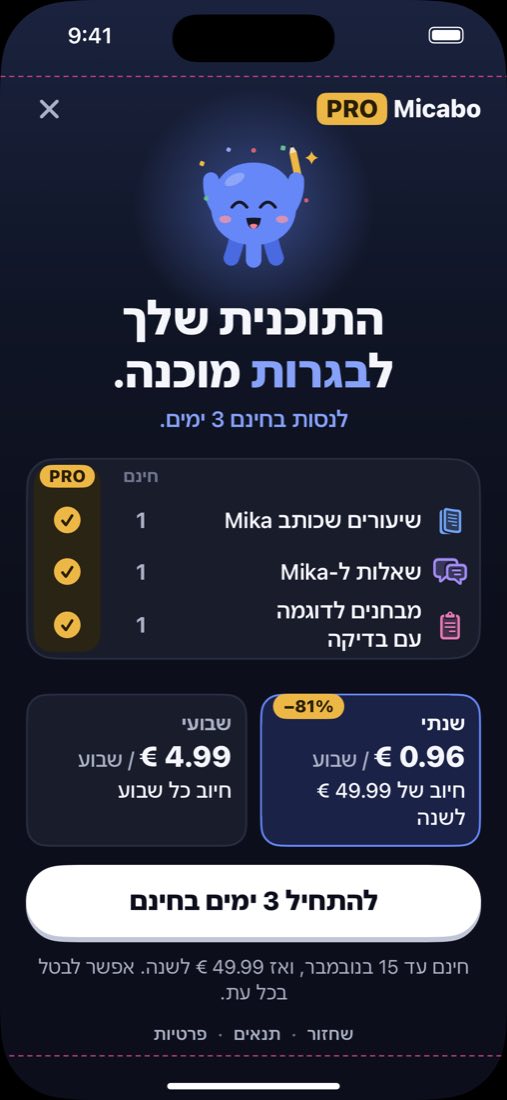 9:41
Micabo PRO
התוכנית שלך
לבגרות מוכנה.
לנסות בחינם 3 ימים.
חינם PRO
שיעורים שכותב Mika 1
שאלות ל-Mika 1
מבחנים לדוגמה
עם בדיקה 1
−81%
שנתי
0.96 € / שבוע
חיוב של 49.99 €
לשנה
שבועי
4.99 € / שבוע
חיוב כל שבוע
להתחיל 3 ימים בחינם
חינם עד 15 בנובמבר, ואז 49.99 € לשנה. אפשר לבטל
בכל עת.
שחזור · תנאים · פרטיות